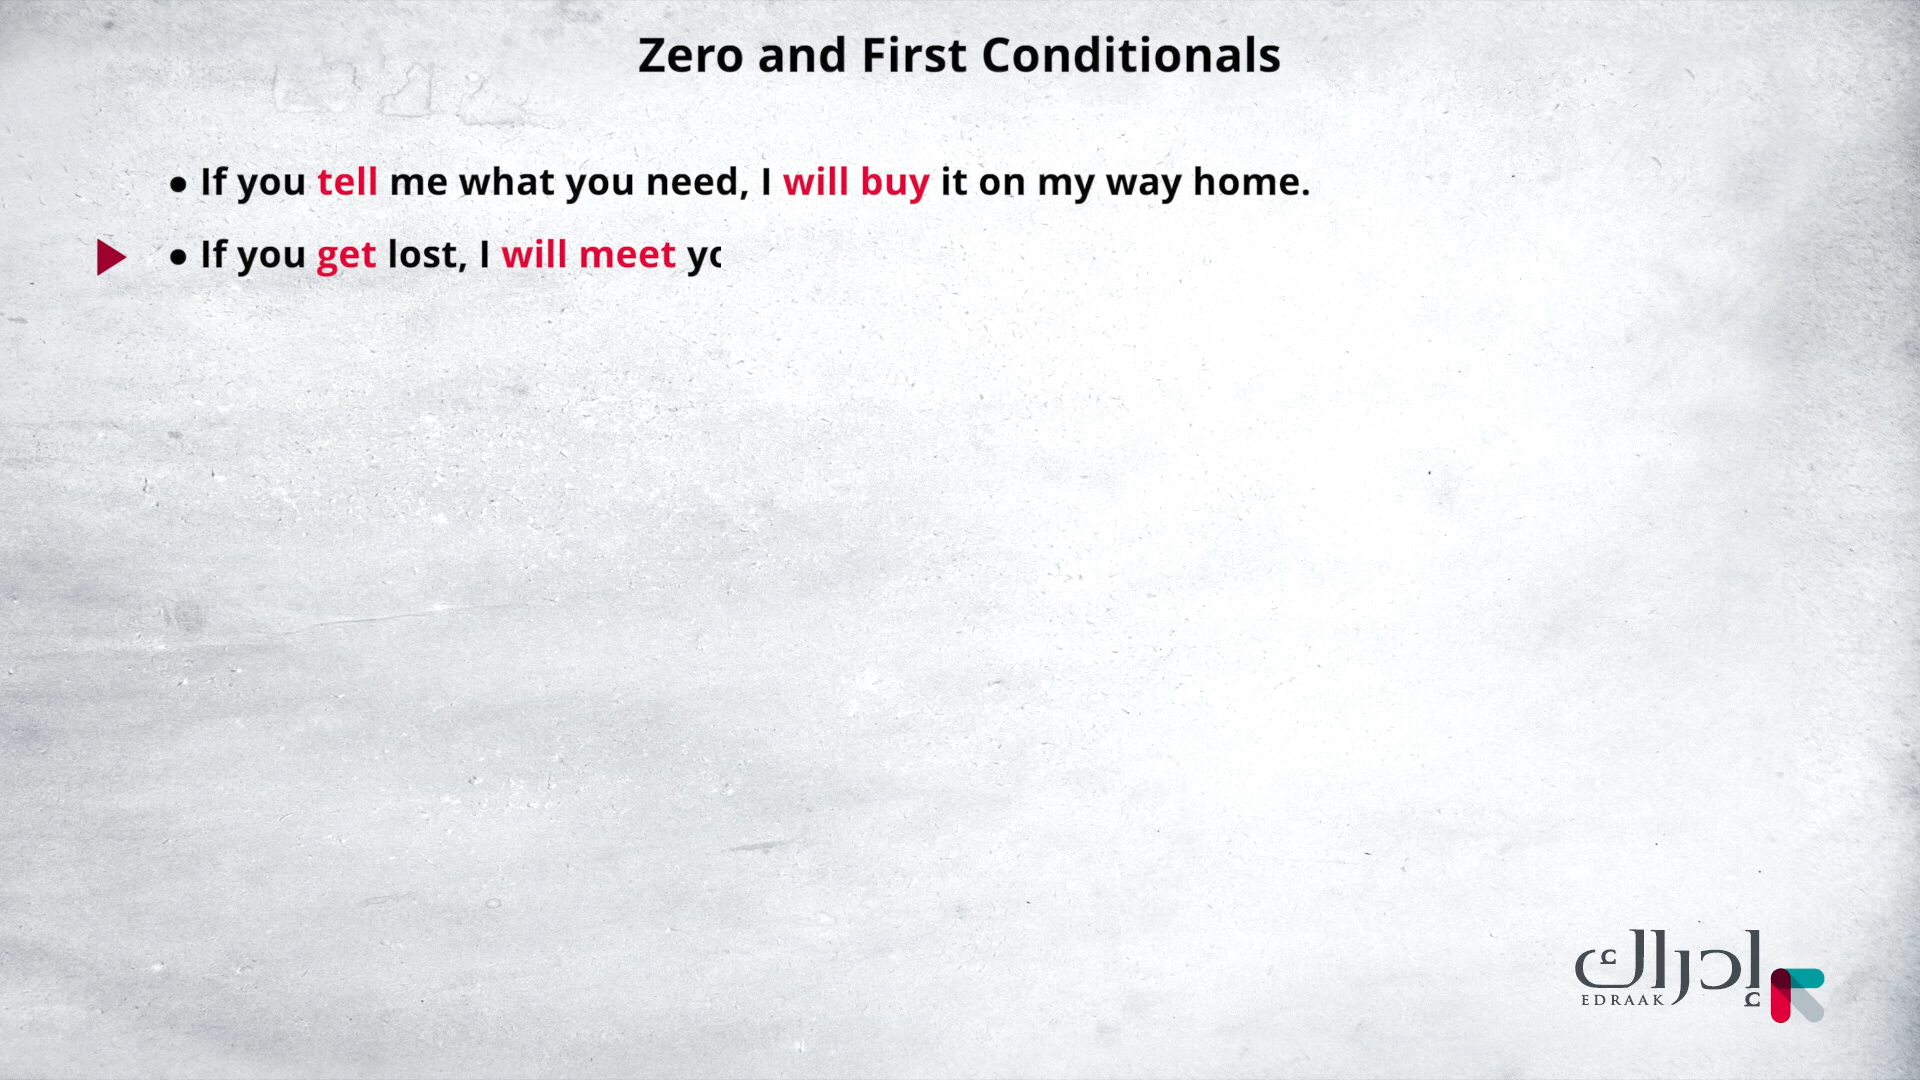 Zero and First Conditionals
• If you tell me what you need, I will buy it on my way home.
• If you get lost, I will meet
إدراك
EDRAAK